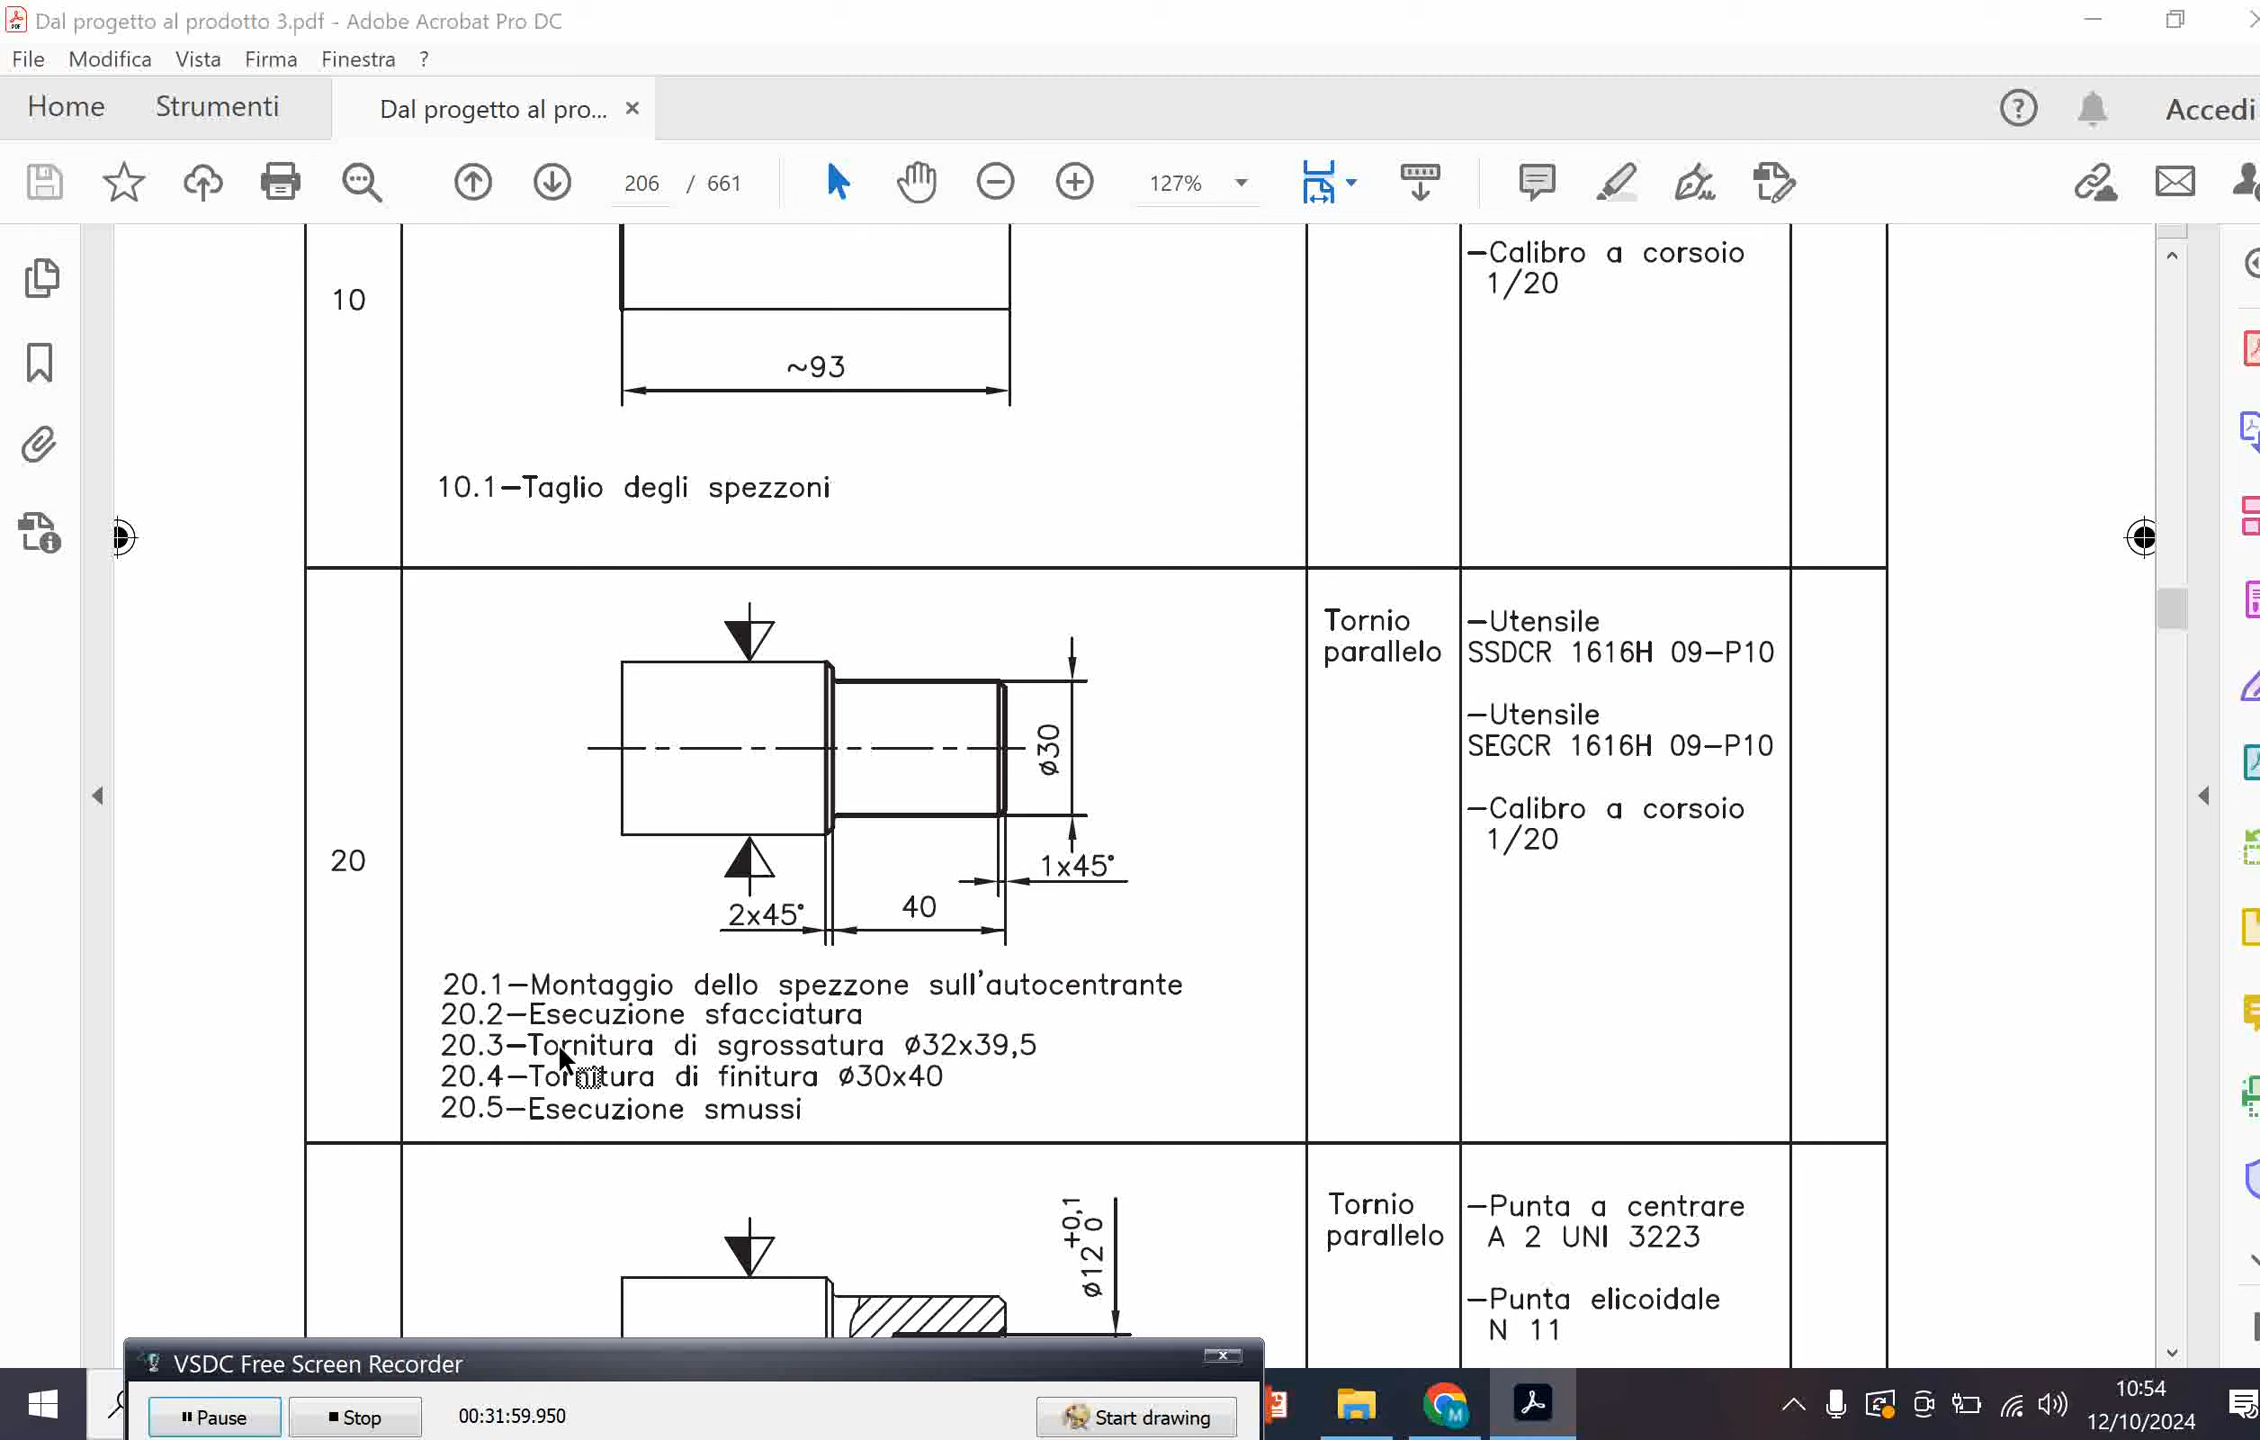 Dal progetto al prodotto 3.pdf - Adobe Acrobat Pro DC
File Modifica Vista Firma Finestra ?
Home Strumenti Dal progetto al pro... Accedi
206 / 661 127%
10
~93
10.1-Taglio degli spezzoni
-Calibro a corsoio
1/20
20
ø30
1x45°
2x45°
40
20.1-Montaggio dello spezzone sull'autocentrante
20.2-Esecuzione sfacciatura
20.3-Tornitura di sgrossatura ø32x39,5
20.4-Tornitura di finitura ø30x40
20.5-Esecuzione smussi
Tornio
parallelo
-Utensile
SSDCR 1616H 09-P10
-Utensile
SEGCR 1616H 09-P10
-Calibro a corsoio
1/20
ø12 +0,1 0
Tornio
parallelo
-Punta a centrare
A 2 UNI 3223
-Punta elicoidale
N 11
VSDC Free Screen Recorder
Pause Stop 00:31:59.950 Start drawing
10:54
12/10/2024